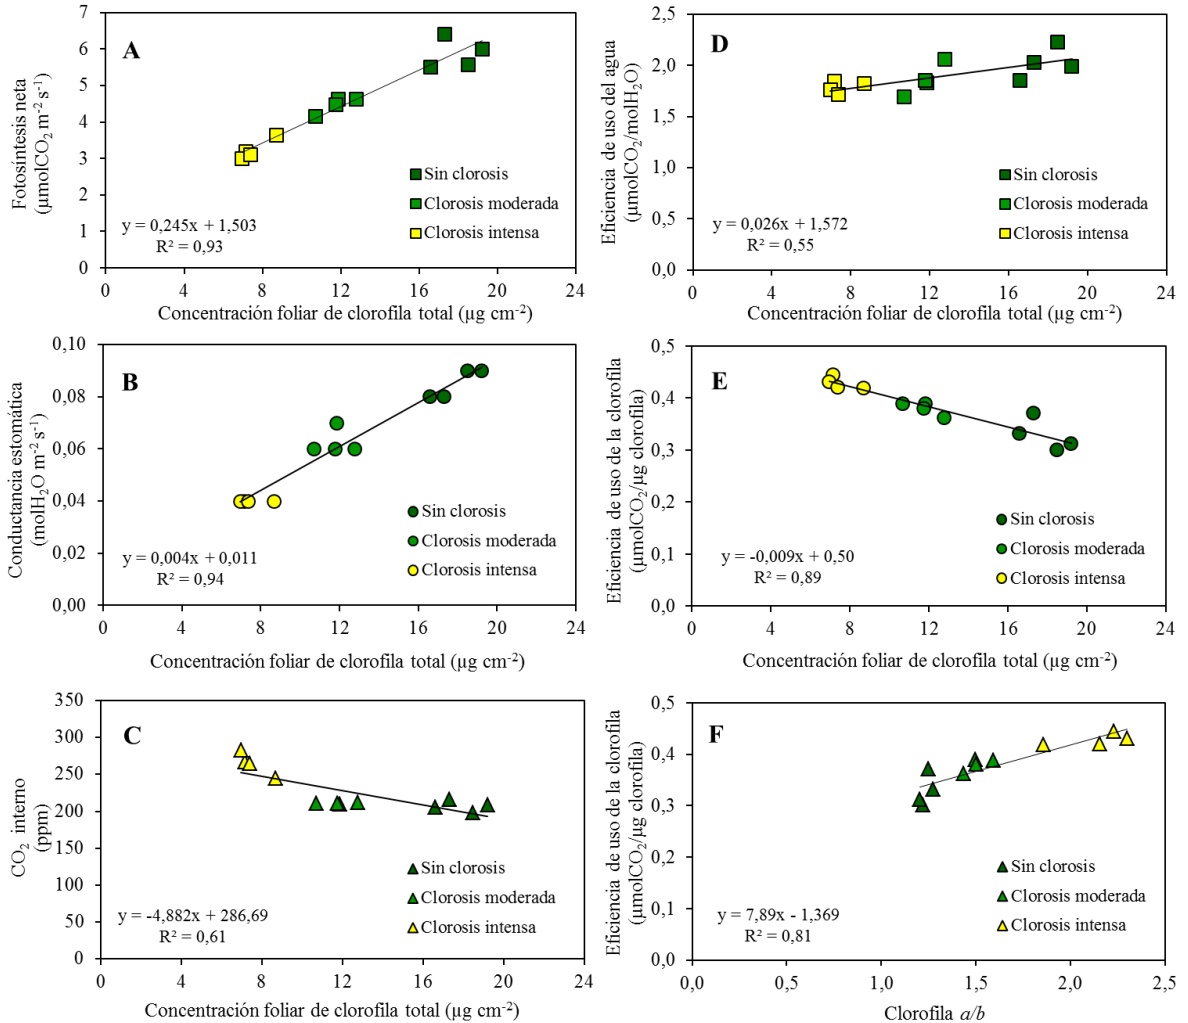 A
7
6
5
4
3
2
1
0
Fotosíntesis neta
(µmolCO₂ m⁻² s⁻¹)
Sin clorosis
Clorosis moderada
Clorosis intensa
y = 0,245x + 1,503
R² = 0,93
0 4 8 12 16 20 24
Concentración foliar de clorofila total (µg cm⁻²)
D
2,5
2,0
1,5
1,0
0,5
0,0
Eficiencia de uso del agua
(µmolCO₂/molH₂O)
Sin clorosis
Clorosis moderada
Clorosis intensa
y = 0,026x + 1,572
R² = 0,55
0 4 8 12 16 20 24
Concentración foliar de clorofila total (µg cm⁻²)
B
0,10
0,08
0,06
0,04
0,02
0,00
Conductancia estomática
(molH₂O m⁻² s⁻¹)
Sin clorosis
Clorosis moderada
Clorosis intensa
y = 0,004x + 0,011
R² = 0,94
0 4 8 12 16 20 24
Concentración foliar de clorofila total (µg cm⁻²)
E
0,5
0,4
0,3
0,2
0,1
0,0
Eficiencia de uso de la clorofila
(µmolCO₂/µg clorofila)
Sin clorosis
Clorosis moderada
Clorosis intensa
y = -0,009x + 0,50
R² = 0,89
0 4 8 12 16 20 24
Concentración foliar de clorofila total (µg cm⁻²)
C
350
300
250
200
150
100
50
0
CO₂ interno
(ppm)
Sin clorosis
Clorosis moderada
Clorosis intensa
y = -4,882x + 286,69
R² = 0,61
0 4 8 12 16 20 24
Concentración foliar de clorofila total (µg cm⁻²)
F
0,5
0,4
0,3
0,2
0,1
0,0
Eficiencia de uso de la clorofila
(µmolCO₂/µg clorofila)
Sin clorosis
Clorosis moderada
Clorosis intensa
y = 7,89x - 1,369
R² = 0,81
0,0 0,5 1,0 1,5 2,0 2,5
Clorofila a/b